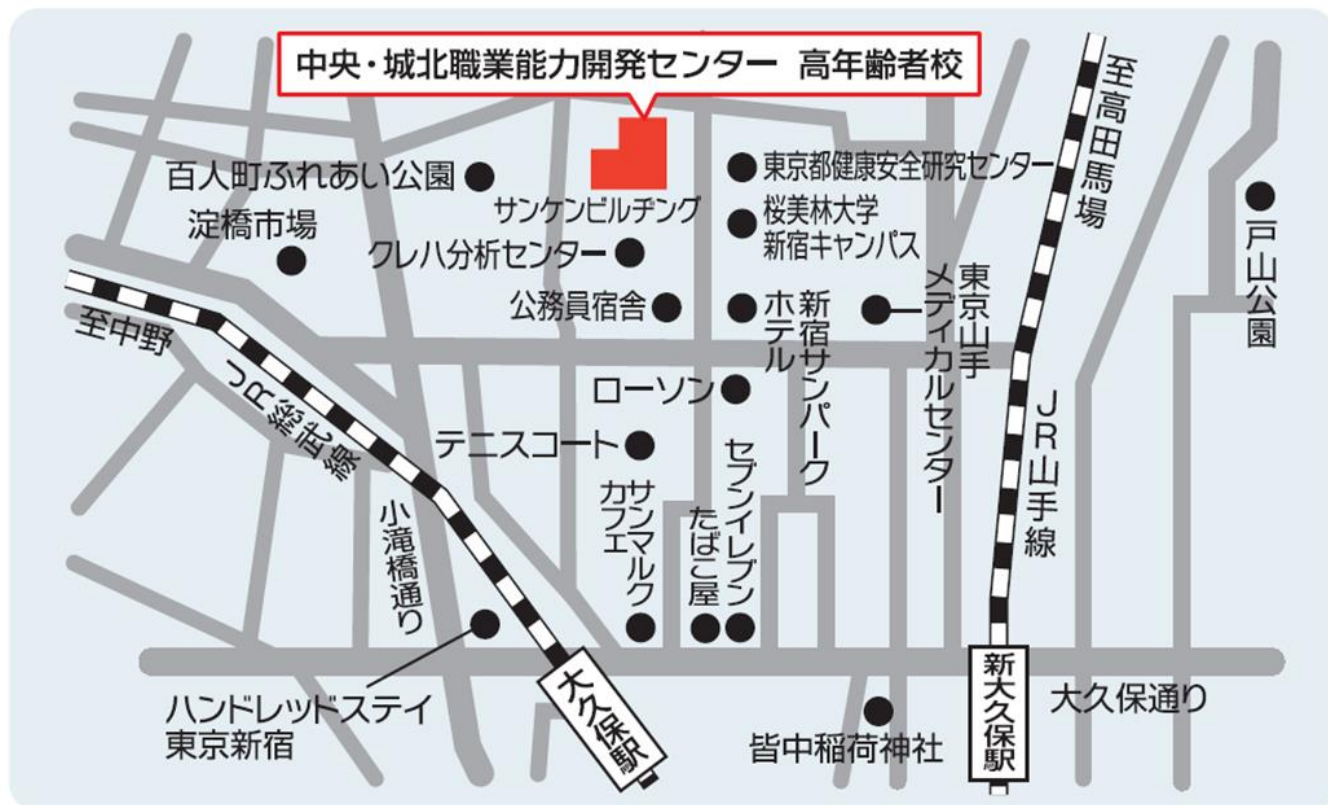 中央・城北職業能力開発センター 高年齢者校
至高田馬場
百人町ふれあい公園
東京都健康安全研究センター
淀橋市場
サンケンビルヂング
桜美林大学
新宿キャンパス
戸山公園
クレハ分析センター
公務員宿舎
新宿サンパーク
ホテル
東京山手
メディカルセンター
至中野
JR総武線
ローソン
JR山手線
テニスコート
セブンイレブン
サンマルク
カフェ
たばこ屋
小滝橋通り
ハンドレッドステイ
東京新宿
大久保駅
新大久保駅
大久保通り
皆中稲荷神社